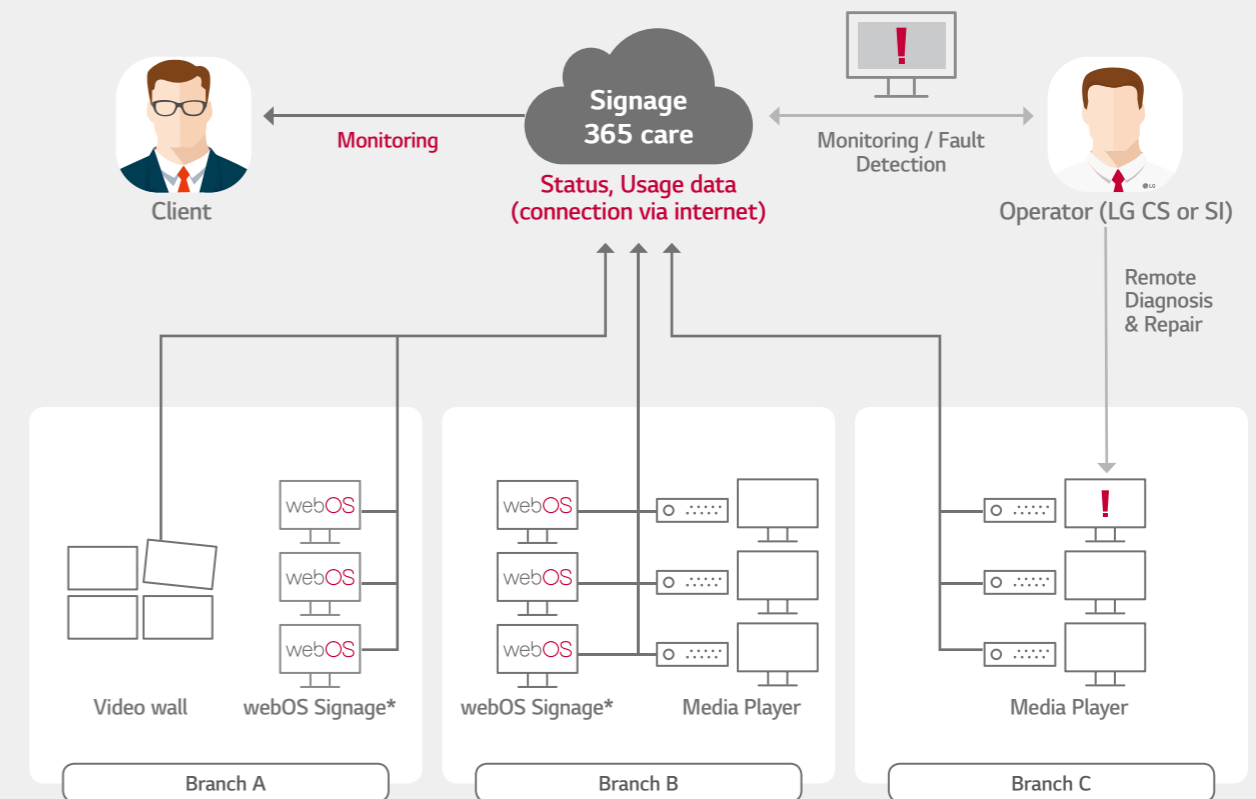 Signage
365 care
Monitoring
Monitoring / Fault
Detection
Status, Usage data
(connection via internet)
Client
LG
Operator (LG CS or SI)
Remote
Diagnosis
& Repair
webOS
webOS
webOS
webOS
webOS
webOS
Video wall
webOS Signage*
webOS Signage*
Media Player
Media Player
Branch A
Branch B
Branch C